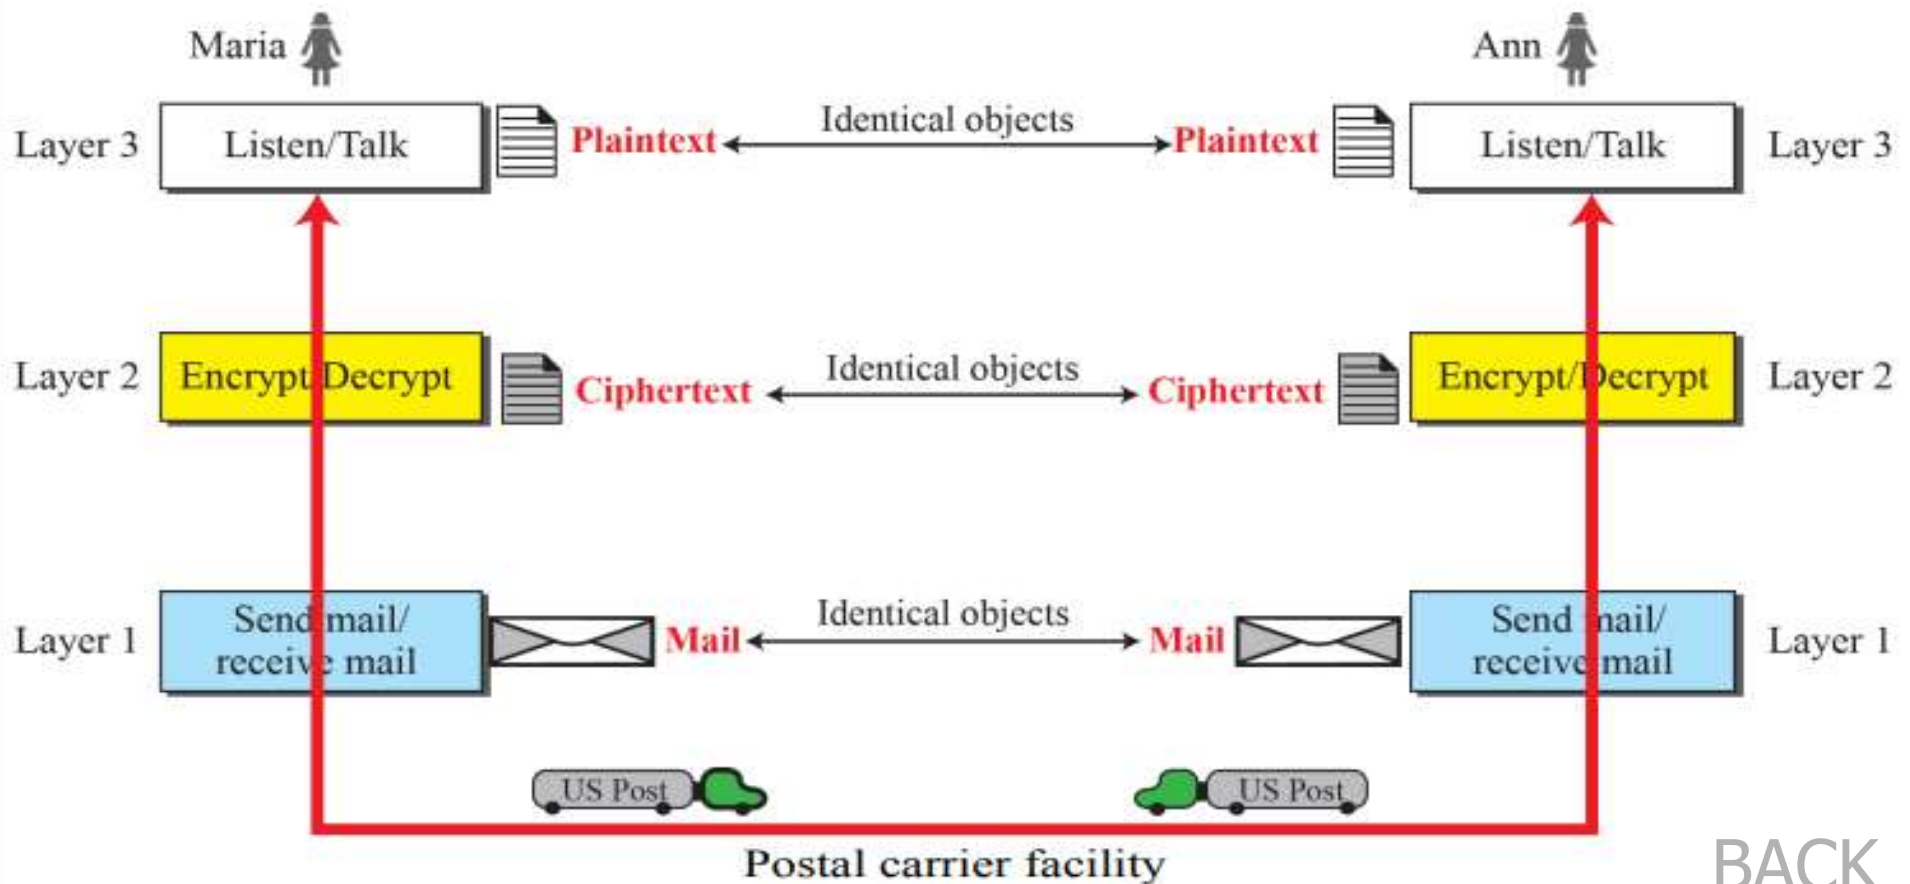 Maria
Ann
Layer 3
Listen/Talk
Plaintext
Identical objects
Plaintext
Listen/Talk
Layer 3
Layer 2
Encrypt/Decrypt
Ciphertext
Identical objects
Ciphertext
Encrypt/Decrypt
Layer 2
Layer 1
Send mail/
receive mail
Mail
Identical objects
Mail
Send mail/
receive mail
Layer 1
US Post
US Post
Postal carrier facility
BACK